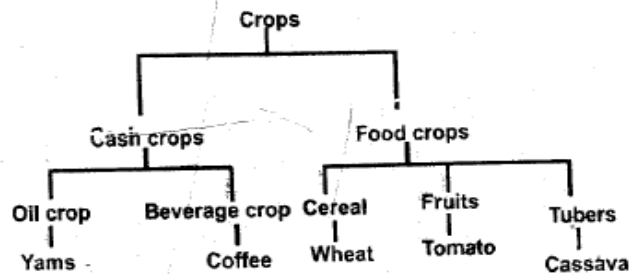 Crops
Cash crops Food crops
Oil crop Beverage crop Cereal Fruits Tubers
Yams Coffee Wheat Tomato Cassava